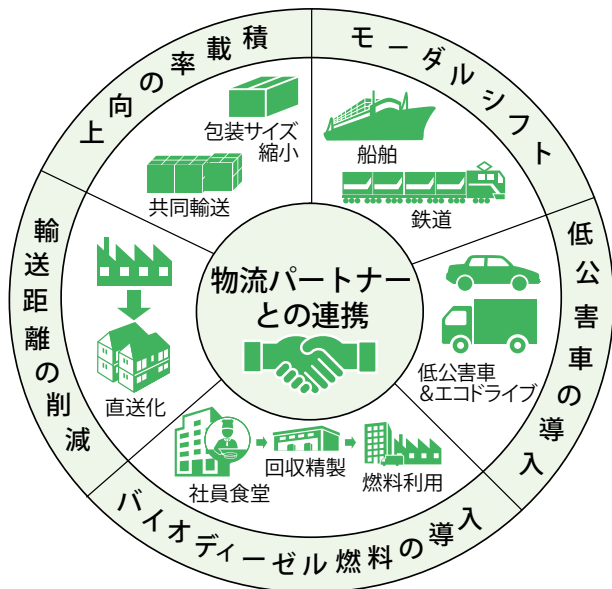 積載率の向上
包装サイズ
縮小
共同輸送
モーダルシフト
船舶
鉄道
低公害車の導入
低公害車
&エコドライブ
バイオディーゼル燃料の導入
社員食堂
回収精製
燃料利用
輸送距離の削減
直送化
物流パートナー
との連携